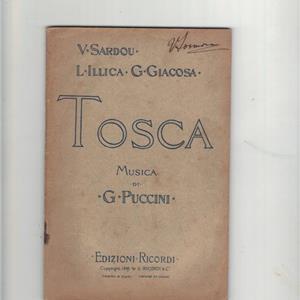 V·SARDOU
L·ILLICA·G·GIACOSA·
TOSCA
MUSICA
DI
·G·PUCCINI·
·EDIZIONI·RICORDI·